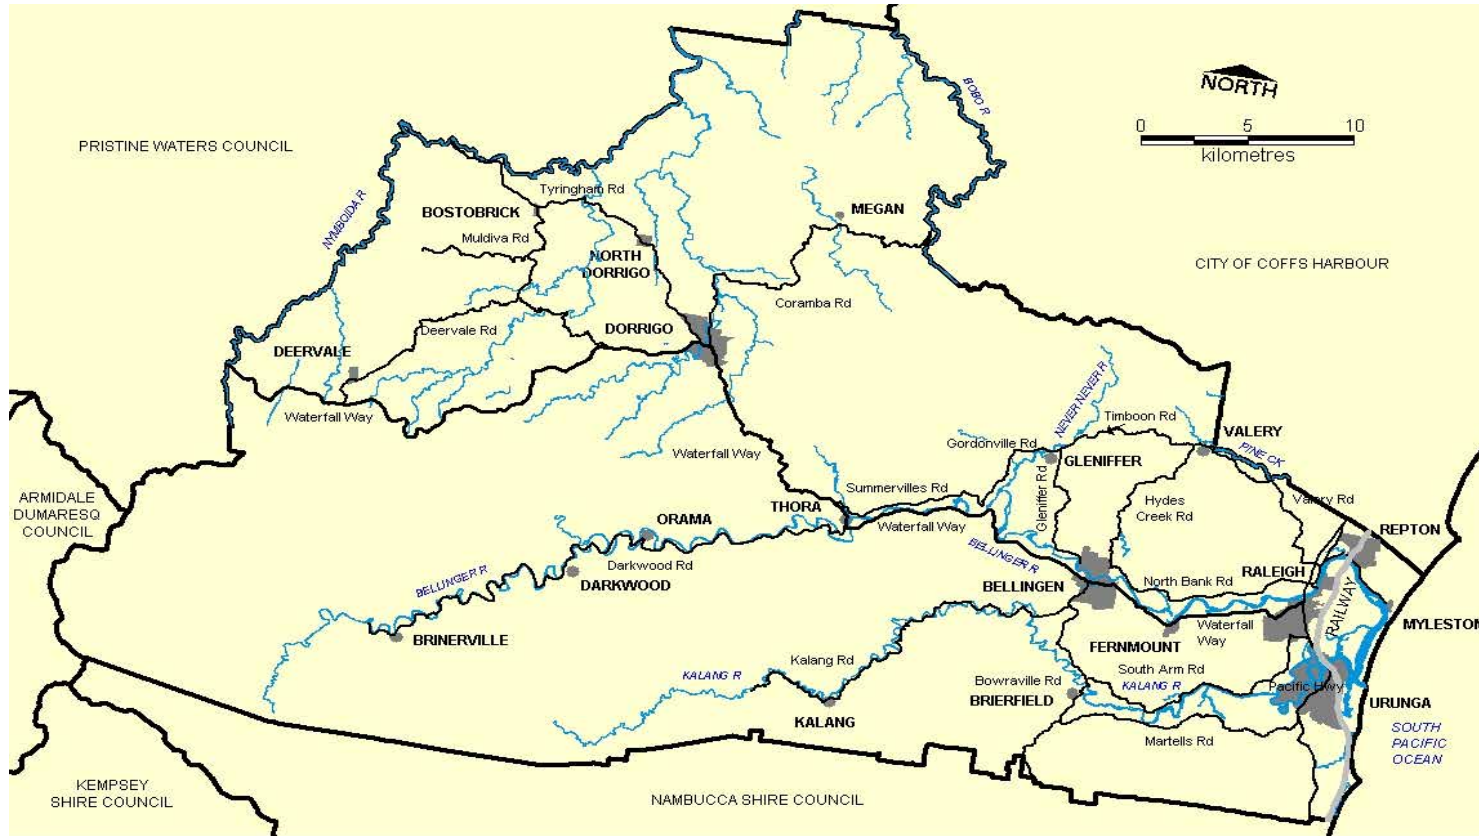 BOBO R
NORTH
0 5 10
kilometres
PRISTINE WATERS COUNCIL
Tyringham Rd
NYMBOIDA R
BOSTOBRICK
MEGAN
Muldiva Rd
NORTH
DORRIGO
CITY OF COFFS HARBOUR
Coramba Rd
Deervale Rd
DORRIGO
DEERVALE
Waterfall Way
NEVER NEVER R
Timboon Rd
VALERY
Gordonville Rd
Waterfall Way
GLENIFFER
PINE CK
ARMIDALE
DUMARESQ
COUNCIL
Summervilles Rd
Gleniffer Rd
Hydes
Creek Rd
Valery Rd
THORA
ORAMA
Waterfall Way
REPTON
BELLINGER R
Darkwood Rd
BELLINGER R
DARKWOOD
BELLINGEN
North Bank Rd
RALEIGH
RAILWAY
BRINERVILLE
Waterfall
Way
MYLESTON
FERNMOUNT
Kalang Rd
KALANG R
South Arm Rd
Bowraville Rd
KALANG R
Pacific Hwy
BRIERFIELD
URUNGA
KALANG
SOUTH
PACIFIC
OCEAN
Martells Rd
KEMPSEY
SHIRE COUNCIL
NAMBUCCA SHIRE COUNCIL